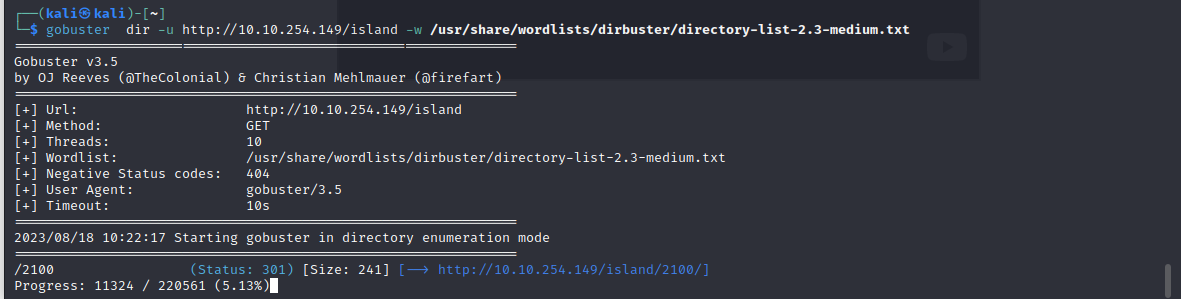 ┌──(kali㉿kali)-[~]
└─$ gobuster  dir -u http://10.10.254.149/island -w /usr/share/wordlists/dirbuster/directory-list-2.3-medium.txt
===============================================================
Gobuster v3.5
by OJ Reeves (@TheColonial) & Christian Mehlmauer (@firefart)
===============================================================
[+] Url:                     http://10.10.254.149/island
[+] Method:                  GET
[+] Threads:                 10
[+] Wordlist:                /usr/share/wordlists/dirbuster/directory-list-2.3-medium.txt
[+] Negative Status codes:   404
[+] User Agent:              gobuster/3.5
[+] Timeout:                 10s
===============================================================
2023/08/18 10:22:17 Starting gobuster in directory enumeration mode
===============================================================
/2100                 (Status: 301) [Size: 241] [--> http://10.10.254.149/island/2100/]
Progress: 11324 / 220561 (5.13%)